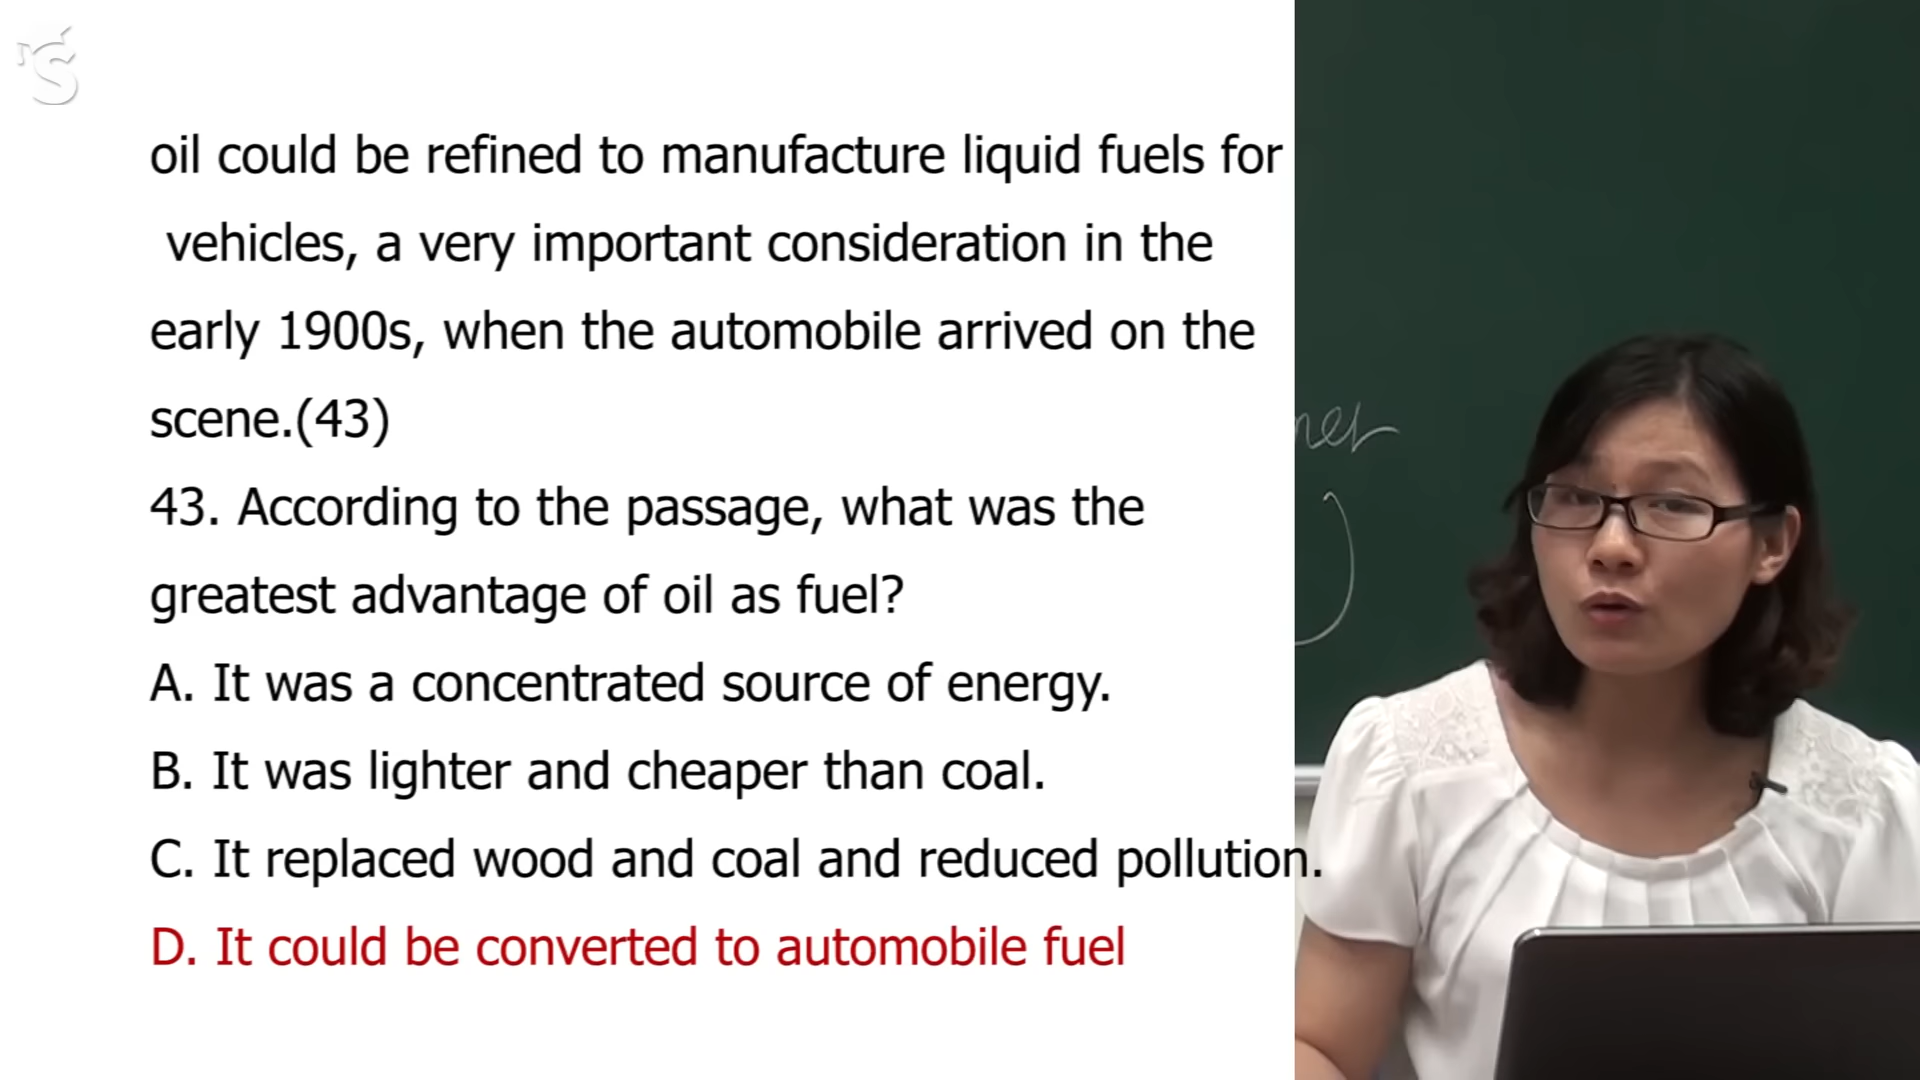 oil could be refined to manufacture liquid fuels for
vehicles, a very important consideration in the
early 1900s, when the automobile arrived on the
scene.(43)
43. According to the passage, what was the
greatest advantage of oil as fuel?
A. It was a concentrated source of energy.
B. It was lighter and cheaper than coal.
C. It replaced wood and coal and reduced pollution.
D. It could be converted to automobile fuel